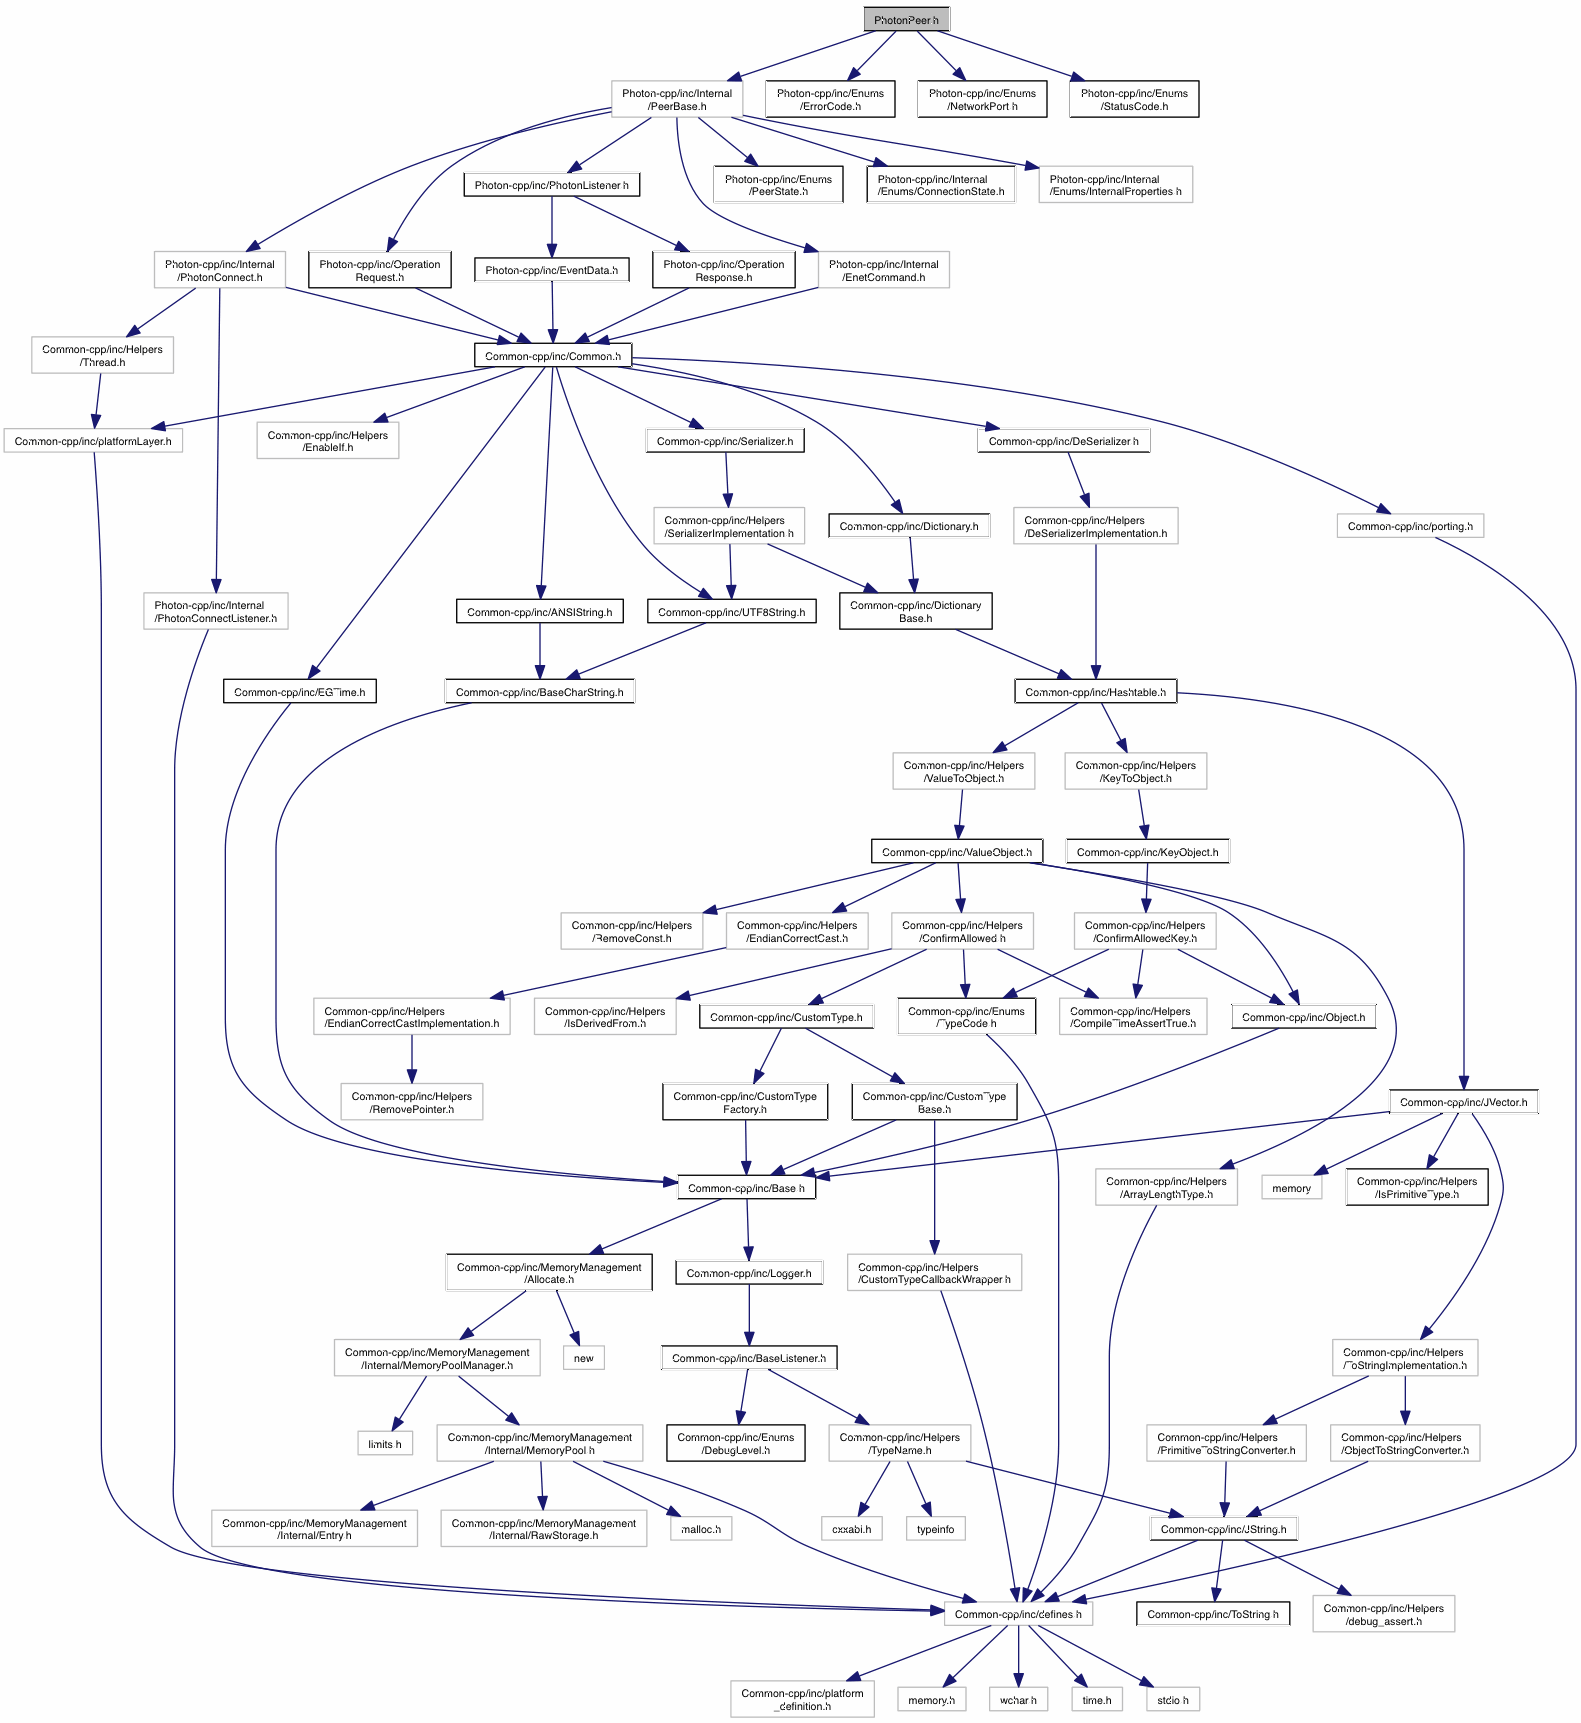 PhotonPeer.h
Photon-cpp/inc/Internal
/PeerBase.h
Photon-cpp/inc/Enums
/ErrorCode.h
Photon-cpp/inc/Enums
/NetworkPort.h
Photon-cpp/inc/Enums
/StatusCode.h
Photon-cpp/inc/PhotonListener.h
Photon-cpp/inc/Enums
/PeerState.h
Photon-cpp/inc/Internal
/Enums/ConnectionState.h
Photon-cpp/inc/Internal
/Enums/InternalProperties.h
Photon-cpp/inc/Internal
/PhotonConnect.h
Photon-cpp/inc/Operation
Request.h
Photon-cpp/inc/EventData.h
Photon-cpp/inc/Operation
Response.h
Photon-cpp/inc/Internal
/EnetCommand.h
Common-cpp/inc/Helpers
/Thread.h
Common-cpp/inc/Common.h
Common-cpp/inc/platformLayer.h
Common-cpp/inc/Helpers
/EnableIf.h
Common-cpp/inc/Serializer.h
Common-cpp/inc/DeSerializer.h
Common-cpp/inc/Helpers
/SerializerImplementation.h
Common-cpp/inc/Dictionary.h
Common-cpp/inc/Helpers
/DeSerializerImplementation.h
Common-cpp/inc/porting.h
Photon-cpp/inc/Internal
/PhotonConnectListener.h
Common-cpp/inc/ANSIString.h
Common-cpp/inc/UTF8String.h
Common-cpp/inc/Dictionary
Base.h
Common-cpp/inc/EGTime.h
Common-cpp/inc/BaseCharString.h
Common-cpp/inc/Hashtable.h
Common-cpp/inc/Helpers
/ValueToObject.h
Common-cpp/inc/Helpers
/KeyToObject.h
Common-cpp/inc/ValueObject.h
Common-cpp/inc/KeyObject.h
Common-cpp/inc/Helpers
/RemoveConst.h
Common-cpp/inc/Helpers
/EndianCorrectCast.h
Common-cpp/inc/Helpers
/ConfirmAllowed.h
Common-cpp/inc/Helpers
/ConfirmAllowedKey.h
Common-cpp/inc/Helpers
/EndianCorrectCastImplementation.h
Common-cpp/inc/Helpers
/IsDerivedFrom.h
Common-cpp/inc/CustomType.h
Common-cpp/inc/Enums
/TypeCode.h
Common-cpp/inc/Helpers
/CompileTimeAssertTrue.h
Common-cpp/inc/Object.h
Common-cpp/inc/Helpers
/RemovePointer.h
Common-cpp/inc/CustomType
Factory.h
Common-cpp/inc/CustomType
Base.h
Common-cpp/inc/JVector.h
Common-cpp/inc/Base.h
Common-cpp/inc/Helpers
/ArrayLengthType.h
memory
Common-cpp/inc/Helpers
/IsPrimitiveType.h
Common-cpp/inc/MemoryManagement
/Allocate.h
Common-cpp/inc/Logger.h
Common-cpp/inc/Helpers
/CustomTypeCallbackWrapper.h
Common-cpp/inc/MemoryManagement
/Internal/MemoryPoolManager.h
new
Common-cpp/inc/BaseListener.h
Common-cpp/inc/Helpers
/ToStringImplementation.h
limits.h
Common-cpp/inc/MemoryManagement
/Internal/MemoryPool.h
Common-cpp/inc/Enums
/DebugLevel.h
Common-cpp/inc/Helpers
/TypeName.h
Common-cpp/inc/Helpers
/PrimitiveToStringConverter.h
Common-cpp/inc/Helpers
/ObjectToStringConverter.h
Common-cpp/inc/MemoryManagement
/Internal/Entry.h
Common-cpp/inc/MemoryManagement
/Internal/RawStorage.h
malloc.h
cxxabi.h
typeinfo
Common-cpp/inc/JString.h
Common-cpp/inc/defines.h
Common-cpp/inc/ToString.h
Common-cpp/inc/Helpers
/debug_assert.h
Common-cpp/inc/platform
_definition.h
memory.h
wchar.h
time.h
stdio.h